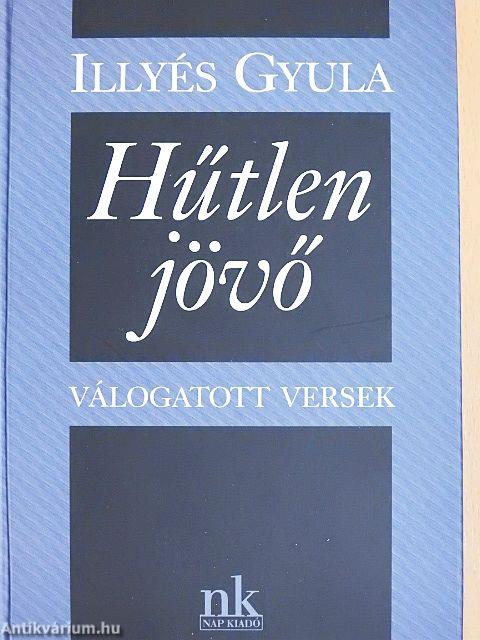 ILLYÉS GYULA
Hűtlen
jövő
VÁLOGATOTT VERSEK
nk
NAP KIADÓ
Antikvárium.hu